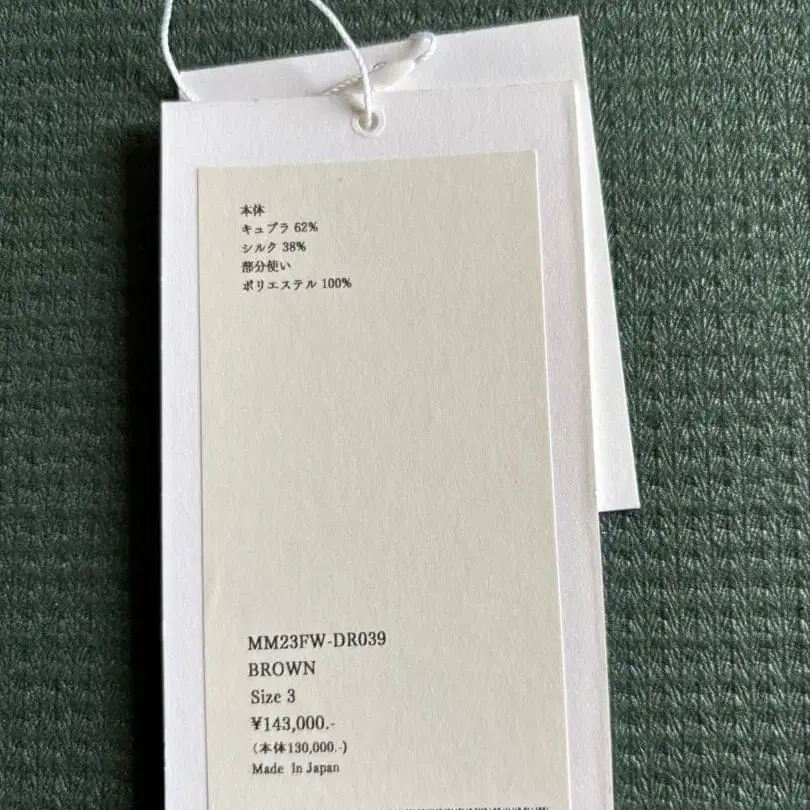 本体
キュプラ 62%
シルク 38%
部分使い
ポリエステル 100%
MM23FW-DR039
BROWN
Size 3
¥143,000.-
(本体130,000.-)
Made In Japan